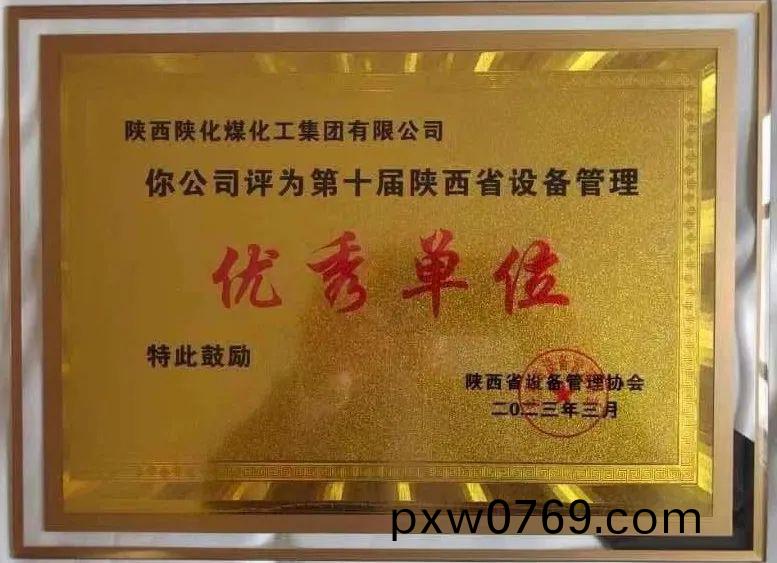 陕西陕化煤化工集团有限公司
你公司评为第十届陕西省设备管理
优秀单位
特此鼓励
陕西省设备管理协会
二〇二三年三月
pxw0769.com